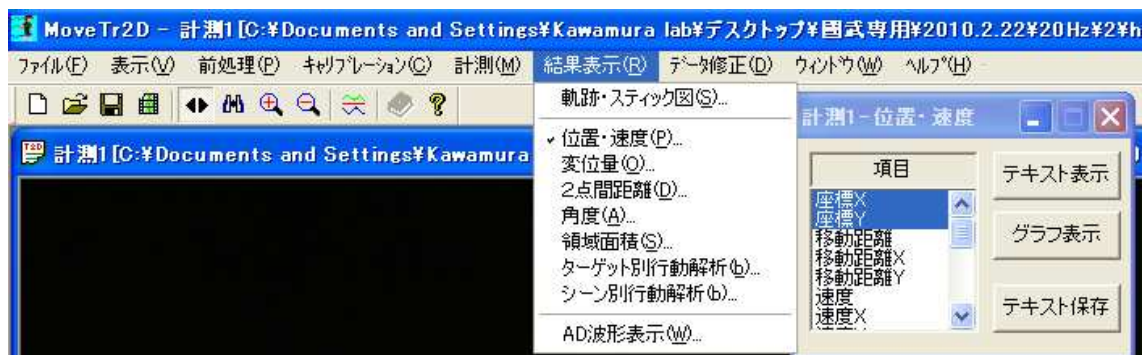 MoveTr2D - 計測1 [C:¥Documents and Settings¥Kawamura lab¥デスクトップ¥國武専用¥2010.2.22¥20Hz¥2¥h
ファイル(F) 表示(V) 前処理(P) キャリブレーション(C) 計測(M) 結果表示(R) データ修正(D) ウィンドウ(W) ヘルプ(H)
計測1 [C:¥Documents and Settings¥Kawamura
軌跡・スティック図(S)...
位置・速度(P)...
変位量(O)...
2点間距離(D)...
角度(A)...
領域面積(S)...
ターゲット別行動解析(b)...
シーン別行動解析(b)...
AD波形表示(W)...
計測1-位置・速度
項目
座標X
座標Y
移動距離
移動距離X
移動距離Y
速度
速度X
テキスト表示
グラフ表示
テキスト保存